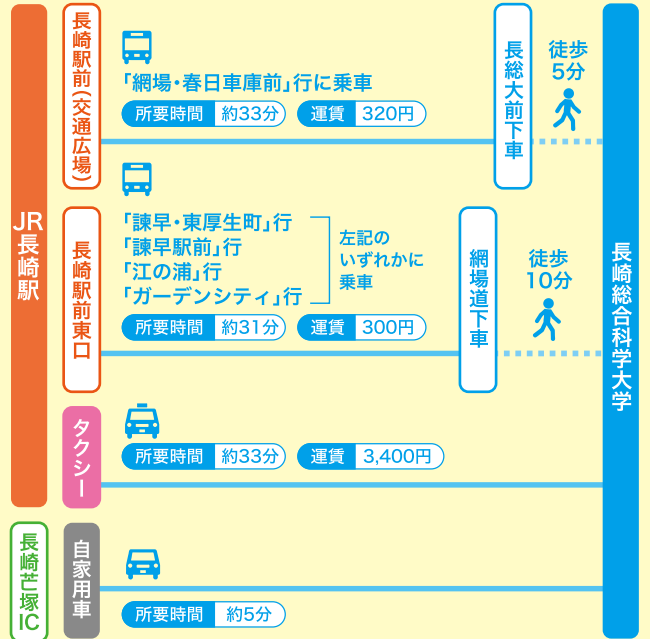 JR長崎駅
長崎駅前(交通広場)
「網場・春日車庫前」行に乗車
所要時間 約33分 運賃 320円
長総大前下車
徒歩
5分
長崎駅前東口
「諫早・東厚生町」行
「諫早駅前」行
「江の浦」行
「ガーデンシティ」行
左記の
いずれかに
乗車
所要時間 約31分 運賃 300円
網場道下車
徒歩
10分
タクシー
所要時間 約33分 運賃 3,400円
長崎芒塚IC
自家用車
所要時間 約5分
長崎総合科学大学